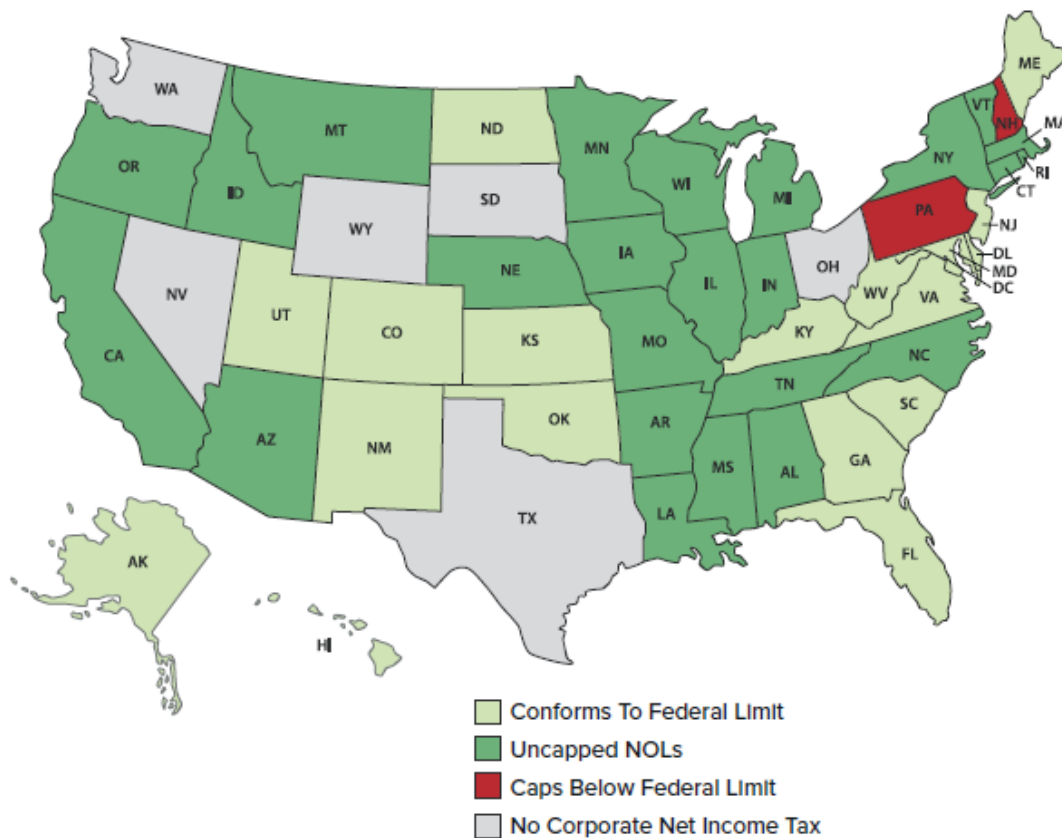 WA
ME
MT
ND
VT
NH
MA
MN
OR
ID
NY
WI
RI
SD
MI
CT
WY
PA
IA
NJ
NE
OH
DL
MD
DC
NV
IL
IN
WV
VA
UT
CO
CA
KS
MO
KY
NC
TN
AZ
NM
OK
AR
SC
MS
AL
GA
TX
LA
FL
AK
HI
Conforms To Federal Limit
Uncapped NOLs
Caps Below Federal Limit
No Corporate Net Income Tax